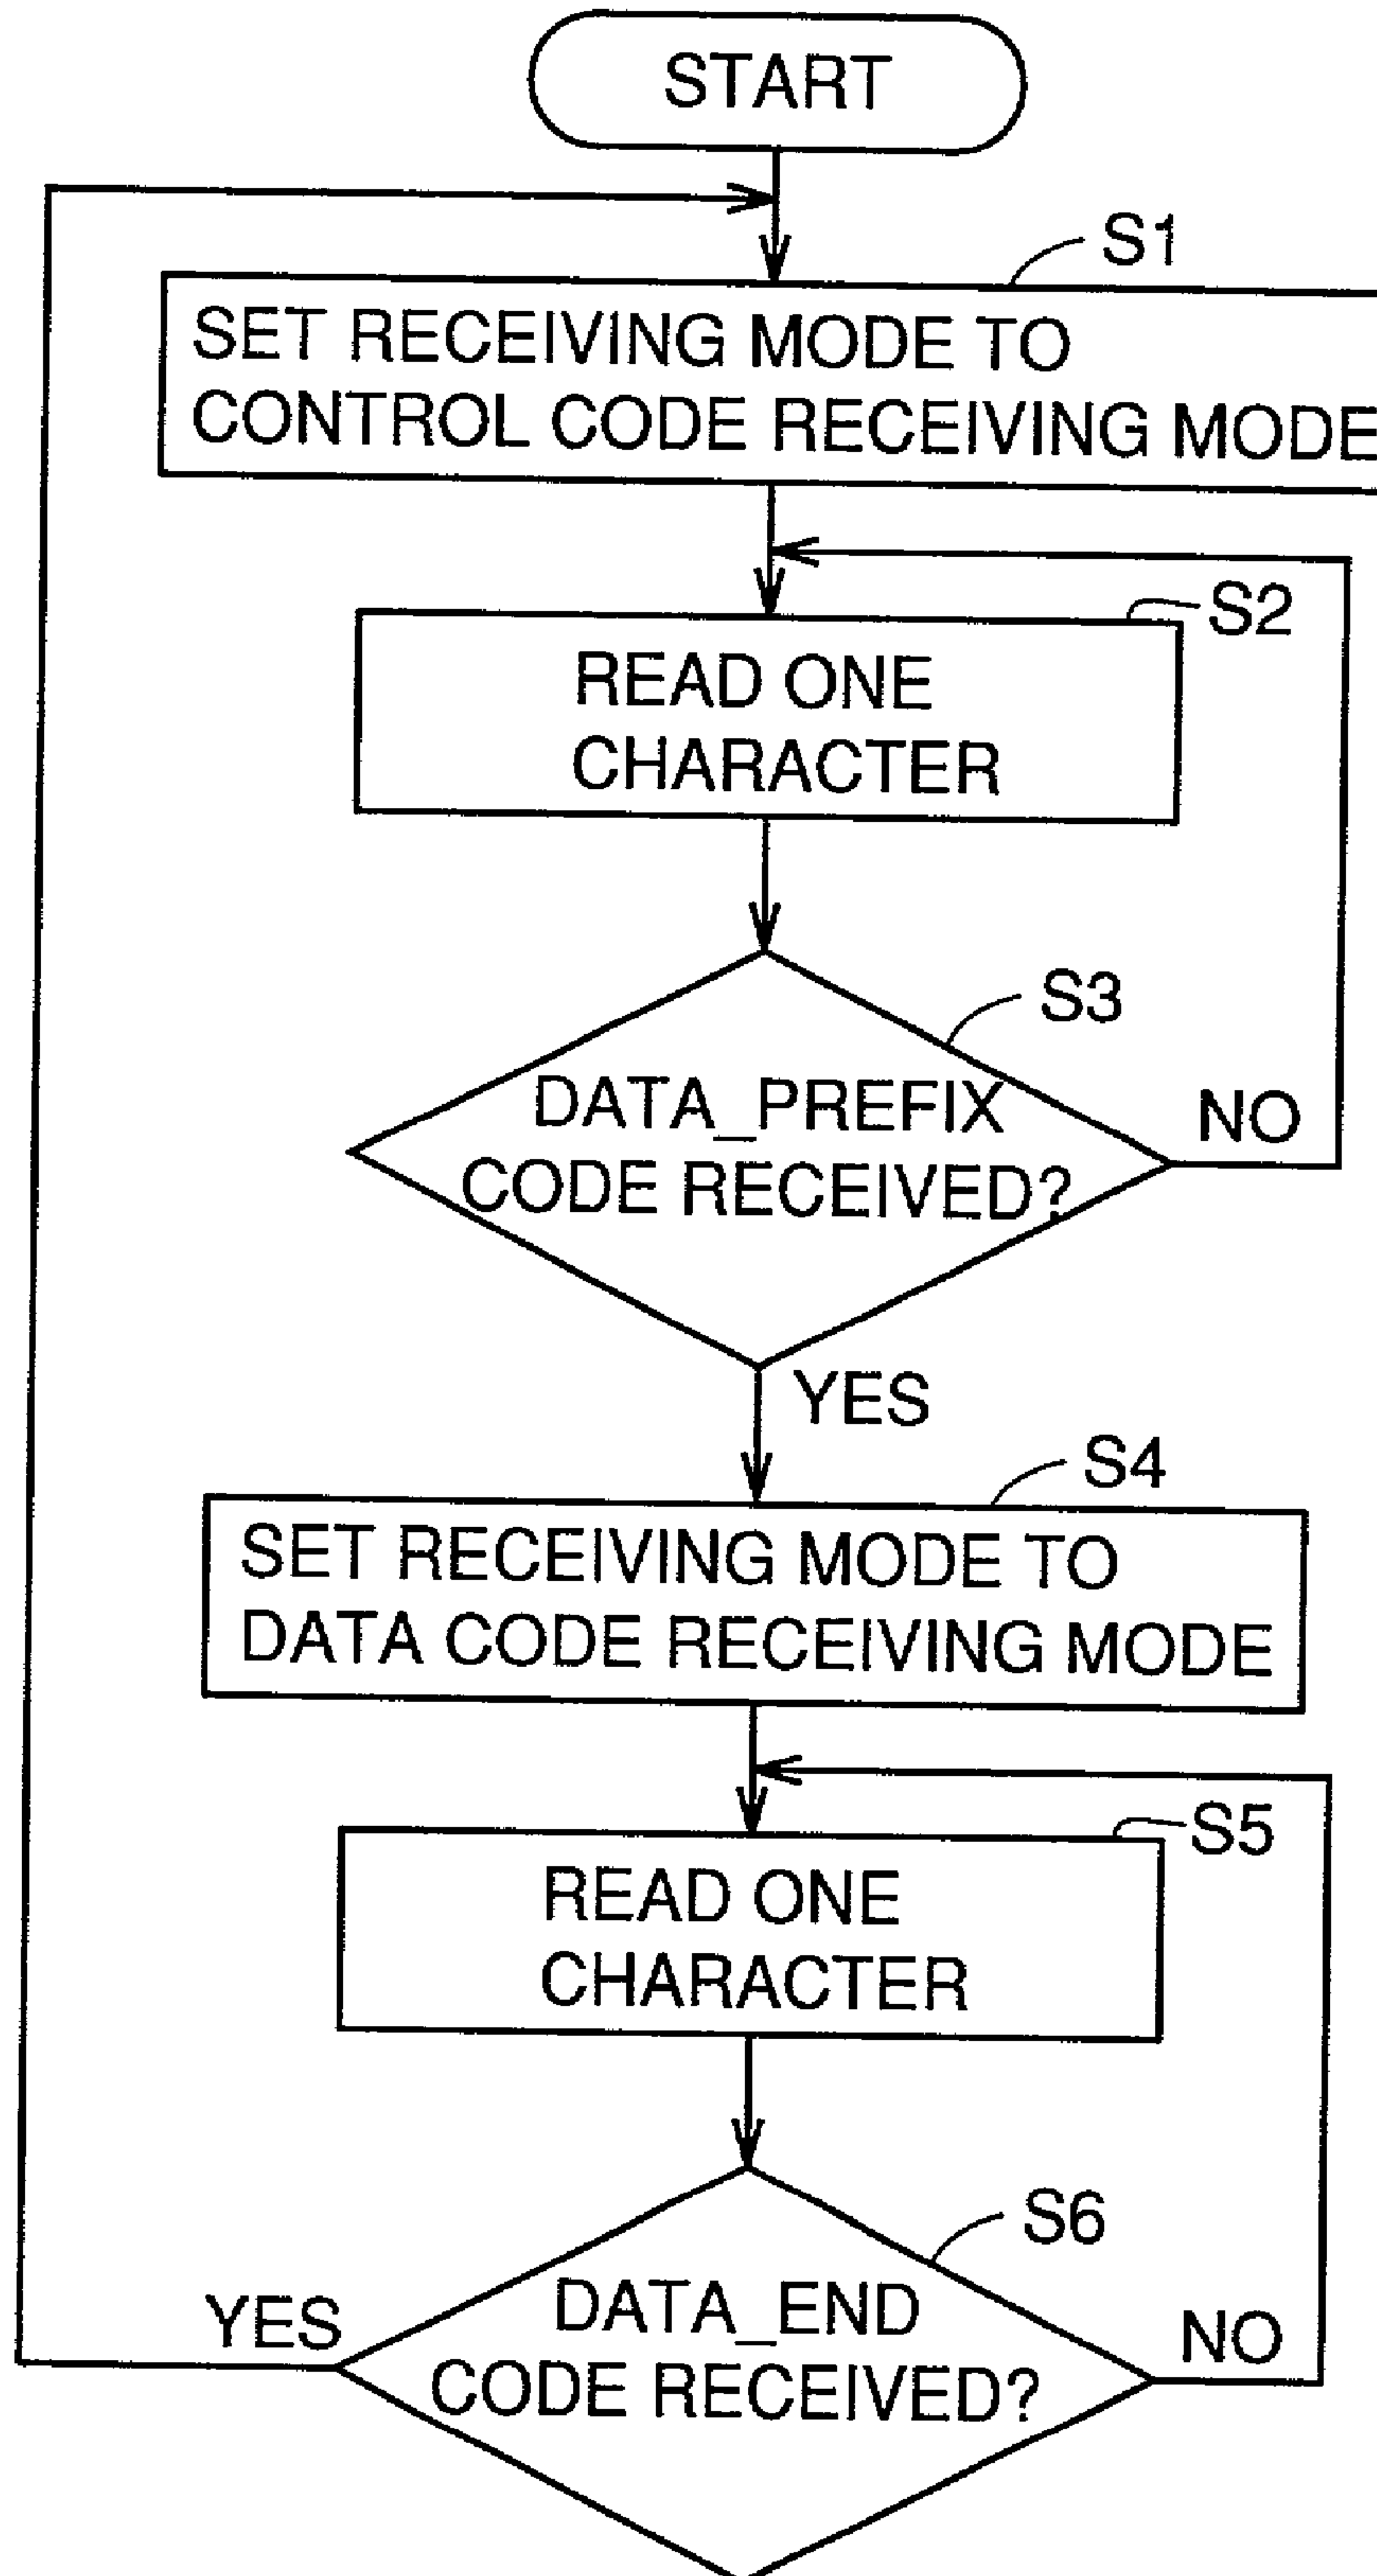 START
S1
SET RECEIVING MODE TO
CONTROL CODE RECEIVING MODE
S2
READ ONE
CHARACTER
S3
DATA_PREFIX
CODE RECEIVED?
NO
YES
S4
SET RECEIVING MODE TO
DATA CODE RECEIVING MODE
S5
READ ONE
CHARACTER
S6
DATA_END
CODE RECEIVED?
YES
NO